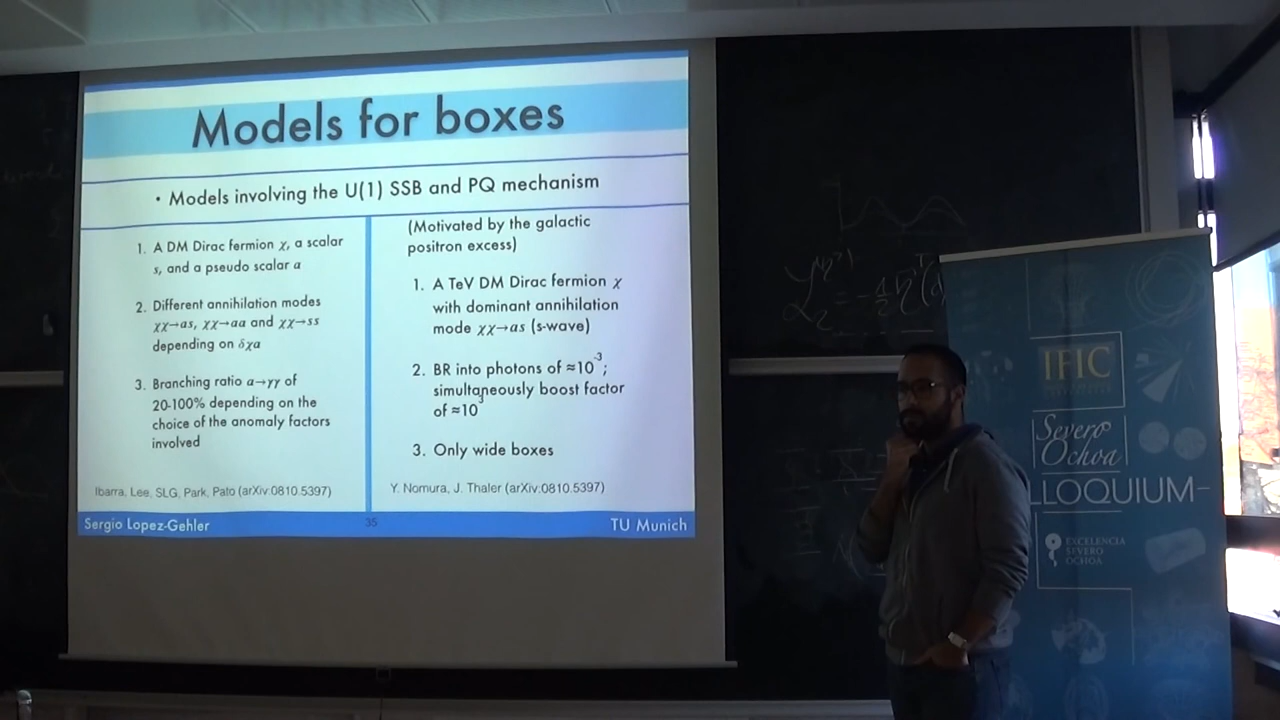 Models for boxes
• Models involving the U(1) SSB and PQ mechanism
1. A DM Dirac fermion χ, a scalar
s, and a pseudo scalar a
2. Different annihilation modes
χχ→as, χχ→aa and χχ→ss
depending on δχa
3. Branching ratio a→γγ of
20-100% depending on the
choice of the anomaly factors
involved
Ibarra, Lee, SLG, Park, Pato (arXiv:0810.5397)
(Motivated by the galactic
positron excess)
1. A TeV DM Dirac fermion χ
with dominant annihilation
mode χχ→as (s-wave)
2. BR into photons of ≈10⁻³;
simultaneously boost factor
of ≈10³
3. Only wide boxes
Y. Nomura, J. Thaler (arXiv:0810.5397)
Sergio Lopez-Gehler
35
TU Munich
IFIC
Severo
Ochoa
LLOQUIUM
EXCELENCIA
SEVERO
OCHOA